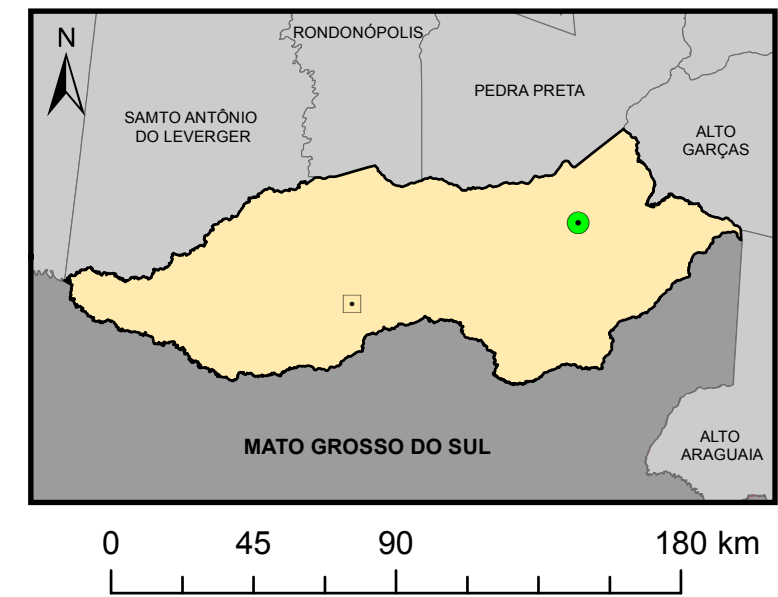 N
RONDONÓPOLIS
PEDRA PRETA
SAMTO ANTÔNIO
DO LEVERGER
ALTO
GARÇAS
MATO GROSSO DO SUL
ALTO
ARAGUAIA
0 45 90 180 km